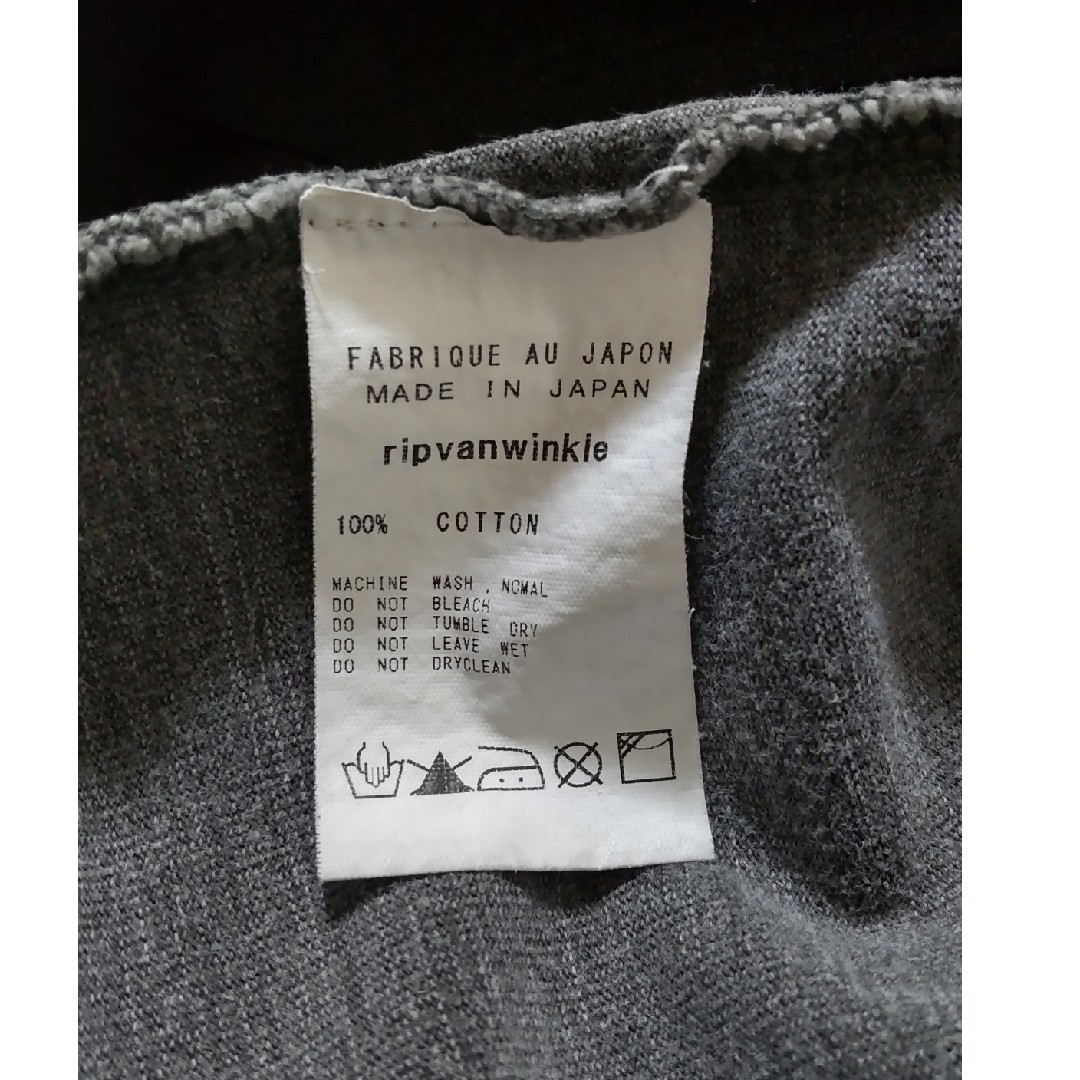 FABRIQUE AU JAPON
MADE IN JAPAN
ripvanwinkle
100% COTTON
MACHINE WASH , NOMAL
DO NOT BLEACH
DO NOT TUMBLE DRY
DO NOT LEAVE WET
DO NOT DRYCLEAN